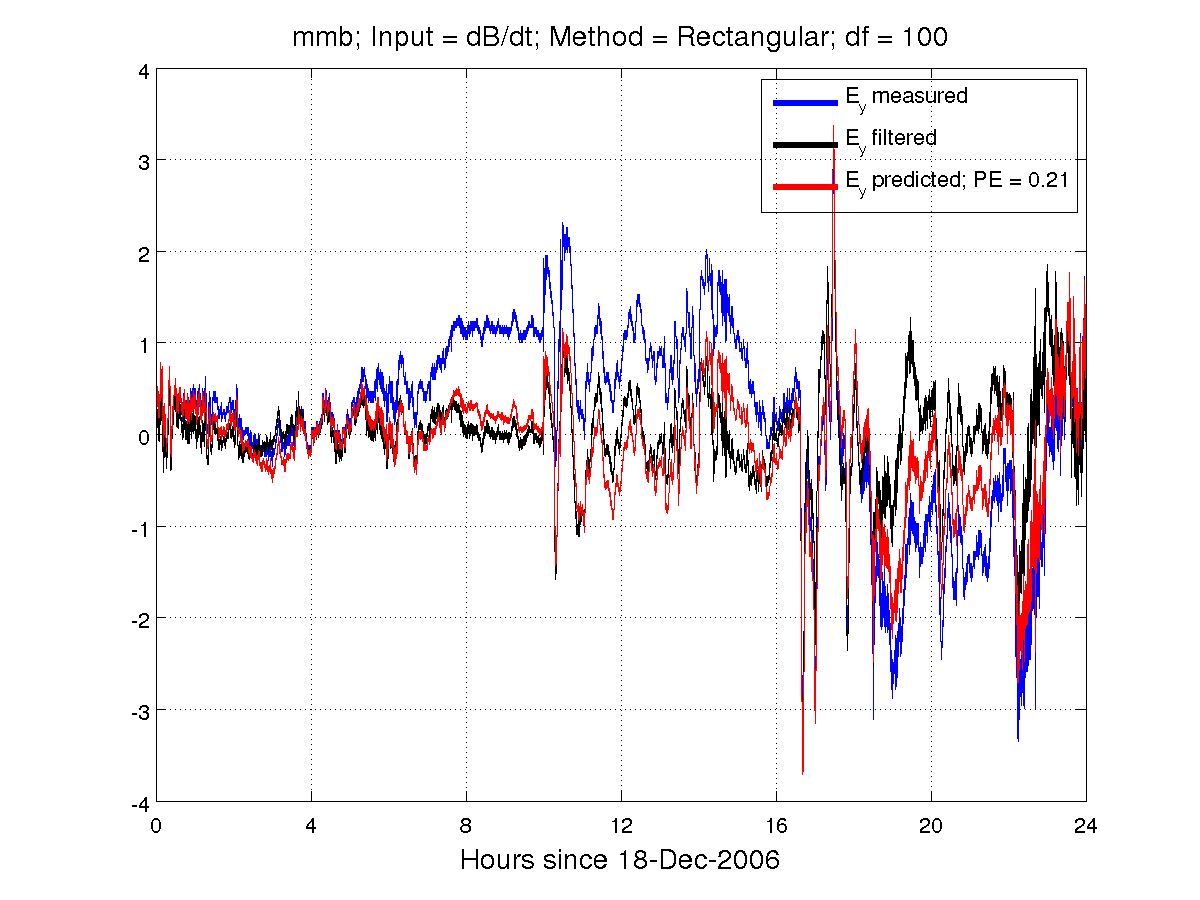 mmb; Input = dB/dt; Method = Rectangular; df = 100
E_y measured
E_y filtered
E_y predicted; PE = 0.21
4
3
2
1
0
-1
-2
-3
-4
0 4 8 12 16 20 24
Hours since 18-Dec-2006